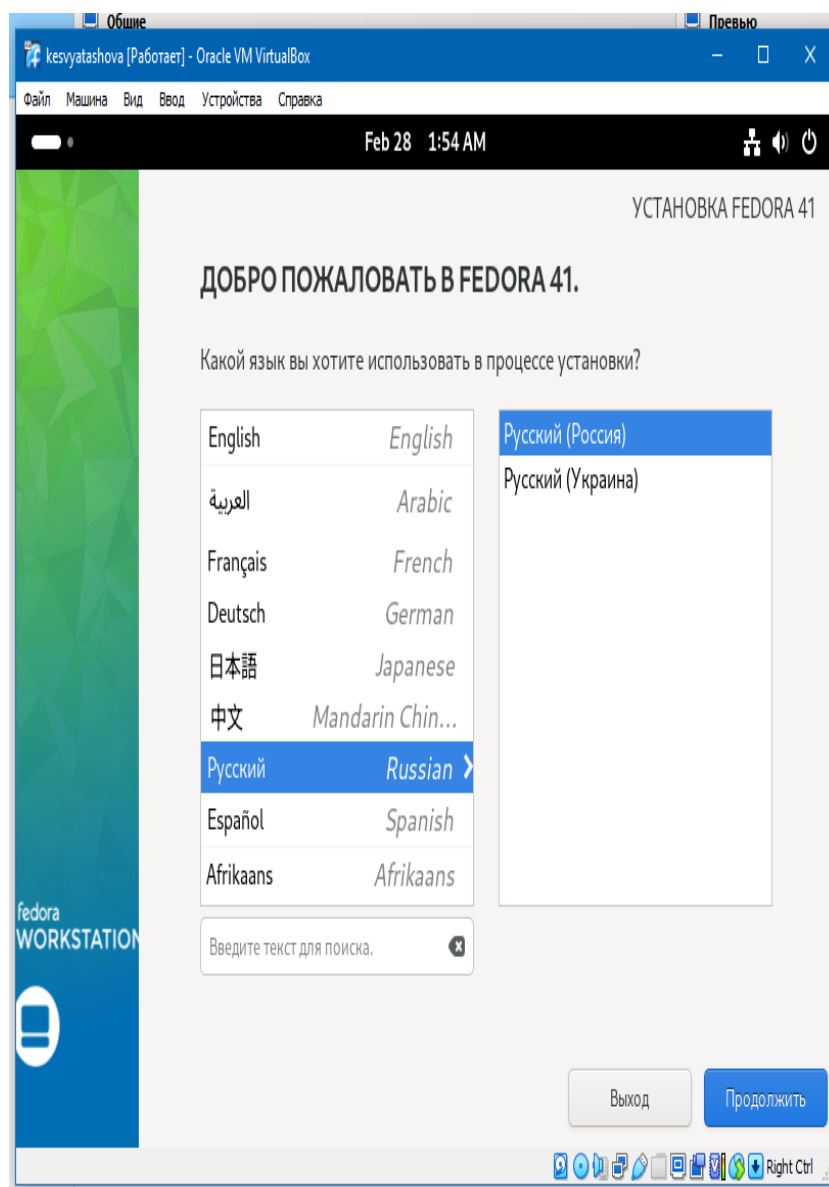 Общие
Превью
kesvyatashova [Работает] - Oracle VM VirtualBox
Файл Машина Вид Ввод Устройства Справка
Feb 28 1:54 AM
УСТАНОВКА FEDORA 41
ДОБРО ПОЖАЛОВАТЬ В FEDORA 41.
Какой язык вы хотите использовать в процессе установки?
English English
العربية Arabic
Français French
Deutsch German
日本語 Japanese
中文 Mandarin Chin...
Русский Russian
Español Spanish
Afrikaans Afrikaans
Русский (Россия)
Русский (Украина)
Введите текст для поиска.
fedora
WORKSTATION
Выход
Продолжить
Right Ctrl